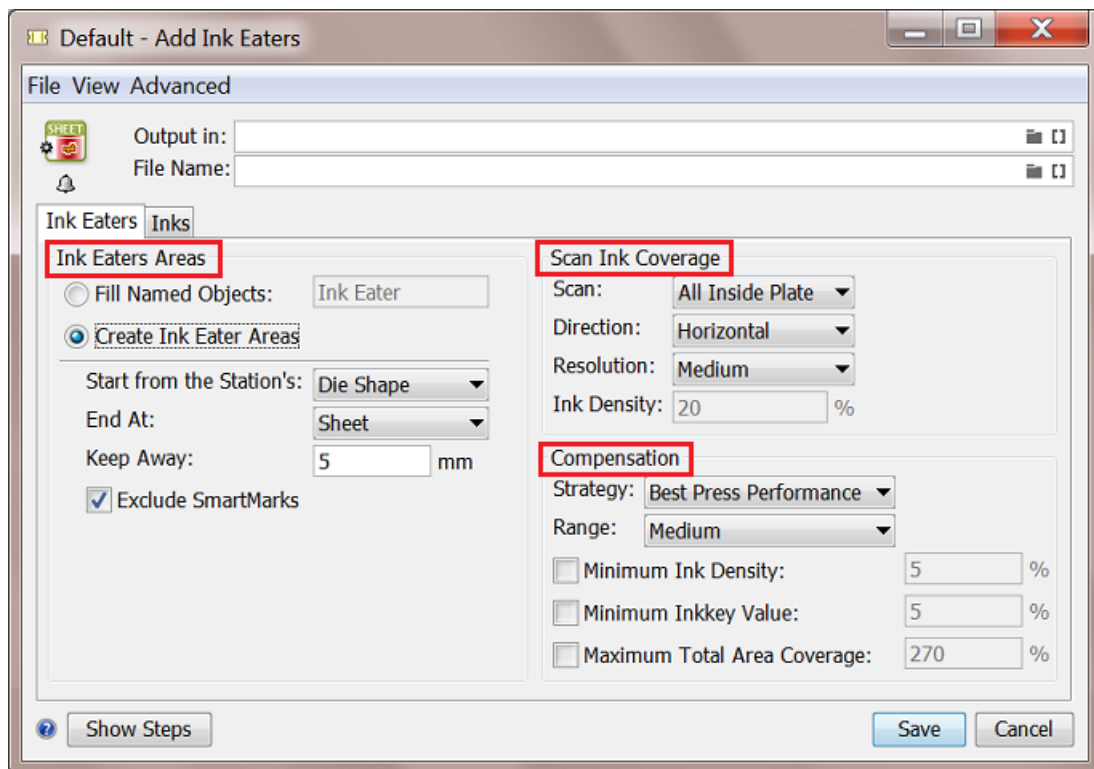 Default - Add Ink Eaters
File View Advanced
SHEET
Output in:
File Name:
Ink Eaters Inks
Ink Eaters Areas
Fill Named Objects: Ink Eater
Create Ink Eater Areas
Start from the Station's: Die Shape
End At: Sheet
Keep Away: 5 mm
Exclude SmartMarks
Scan Ink Coverage
Scan: All Inside Plate
Direction: Horizontal
Resolution: Medium
Ink Density: 20 %
Compensation
Strategy: Best Press Performance
Range: Medium
Minimum Ink Density: 5 %
Minimum Inkkey Value: 5 %
Maximum Total Area Coverage: 270 %
Show Steps Save Cancel